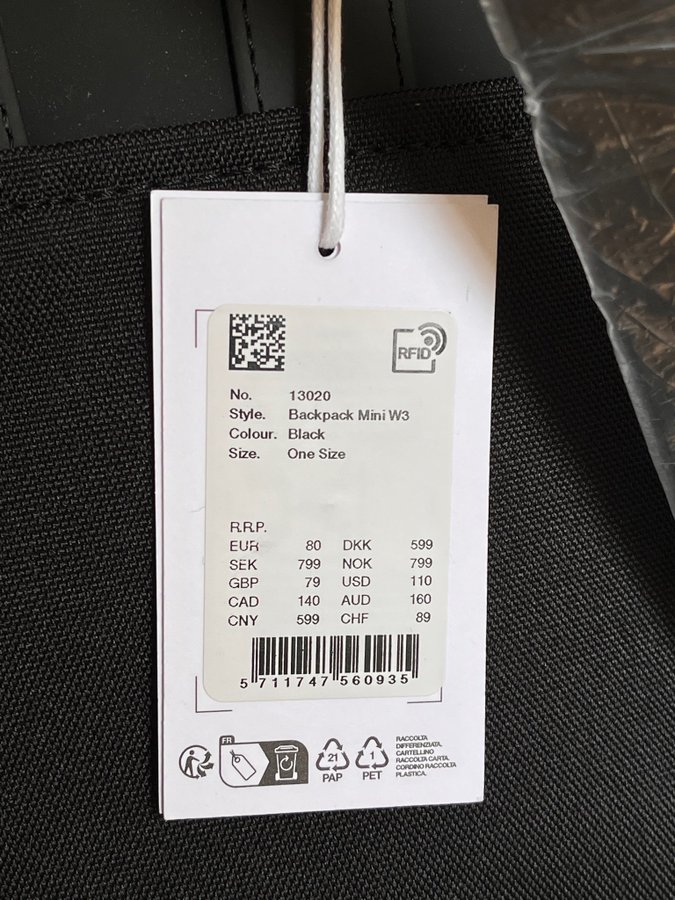 RFID
No. 13020
Style. Backpack Mini W3
Colour. Black
Size. One Size
R.R.P.
EUR 80 DKK 599
SEK 799 NOK 799
GBP 79 USD 110
CAD 140 AUD 160
CNY 599 CHF 89
5 711747 560935
FR
21
PAP
1
PET
RACCOLTA
DIFFERENZIATA.
CARTELLINO
RACCOLTA CARTA.
CORDINO RACCOLTA
PLASTICA.